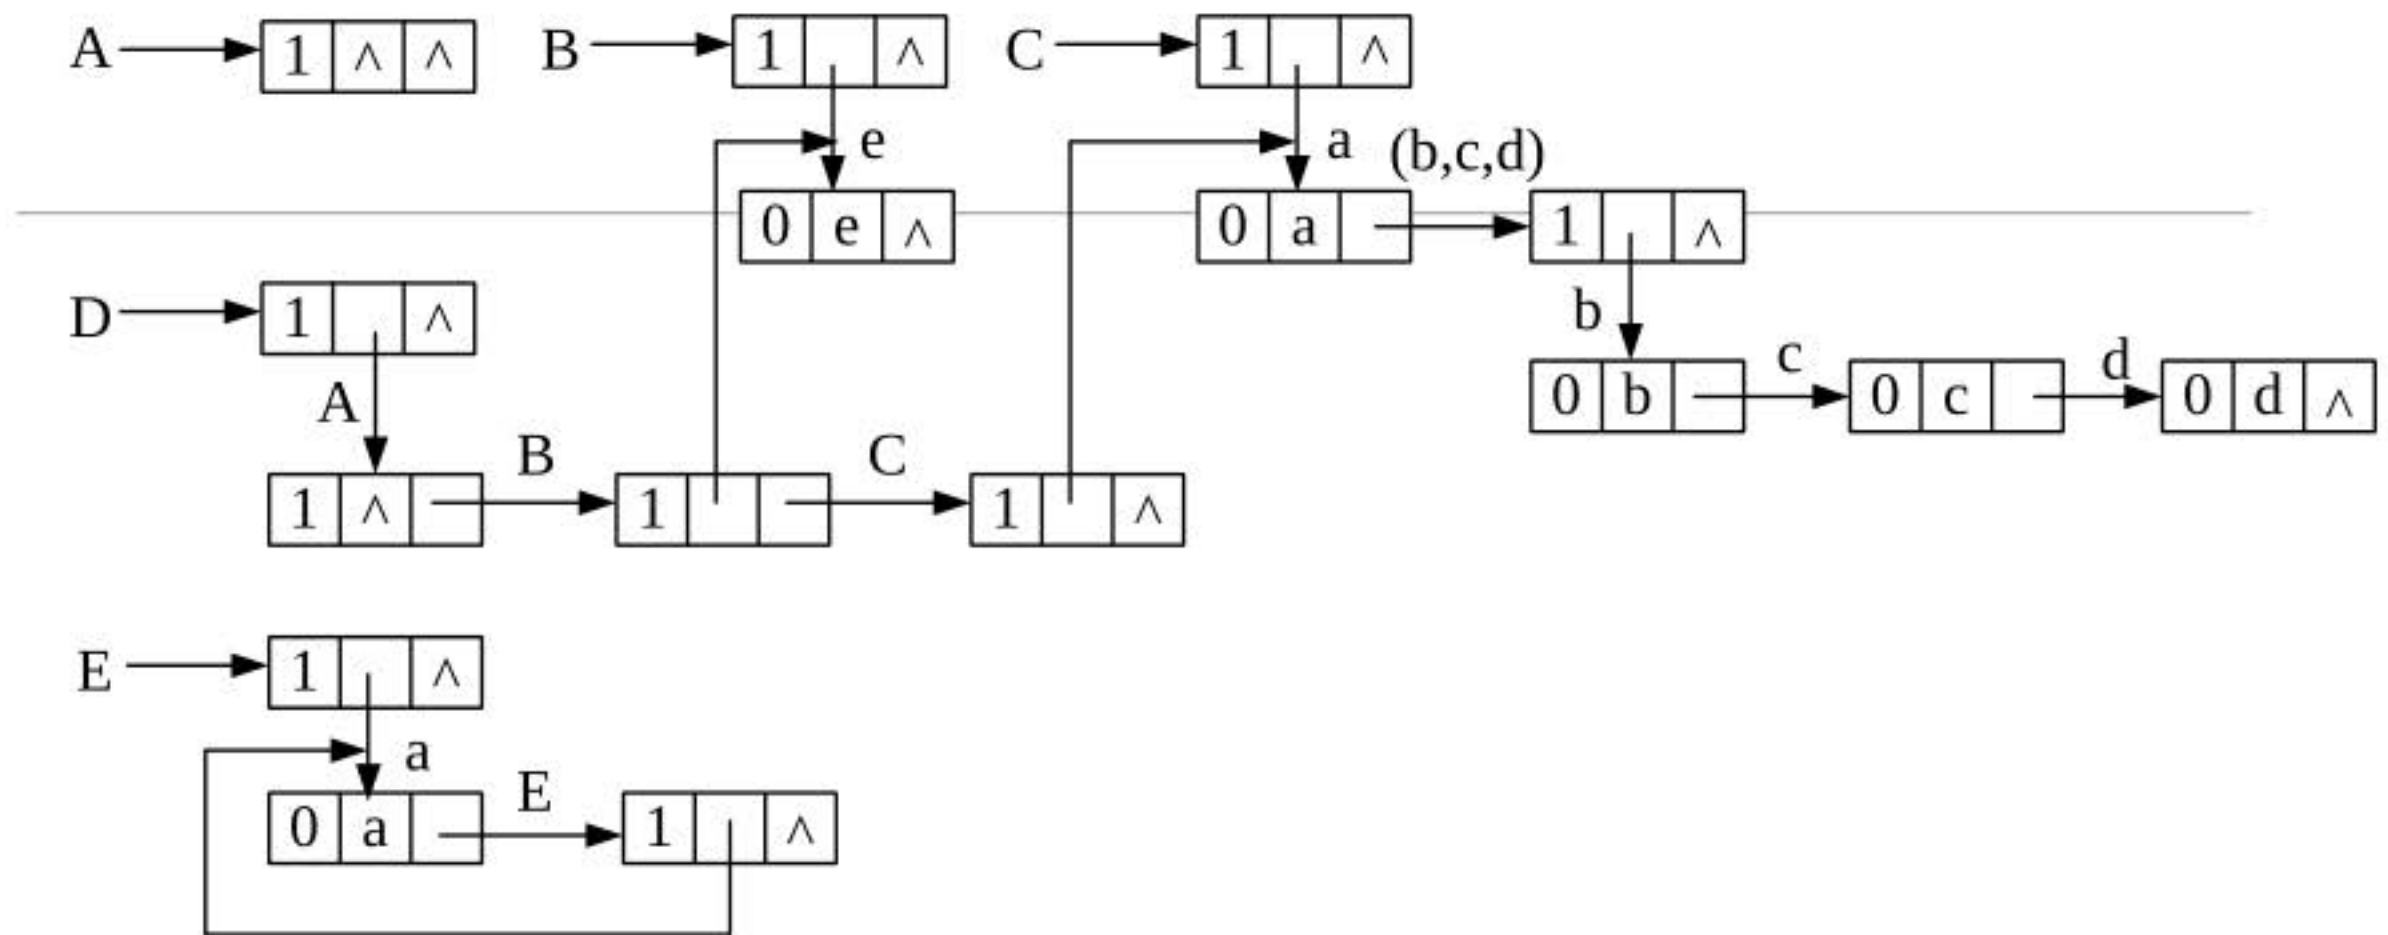 A 1 ^ ^ B 1 ^ C 1 ^
e a (b,c,d)
0 e ^ 0 a 1 ^
D 1 ^ b
A 0 b c 0 c d 0 d ^
B C
1 ^ 1 1 ^
E 1 ^
a
E
0 a 1 ^